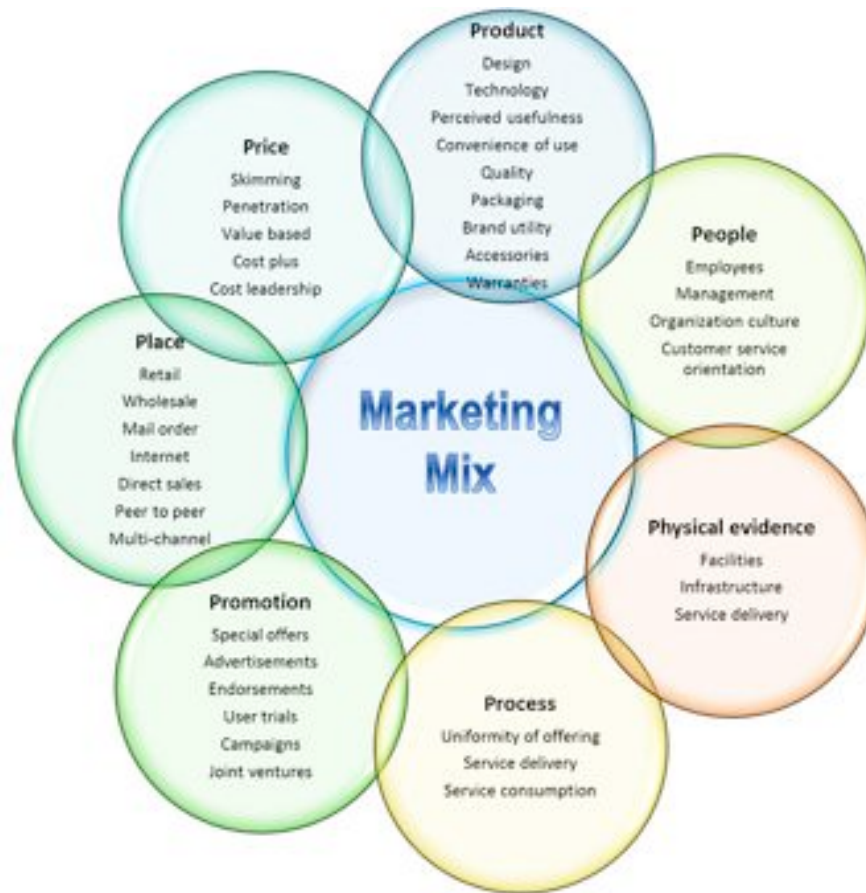 Product
Design
Technology
Perceived usefulness
Convenience of use
Quality
Packaging
Brand utility
Accessories
Warranties
Price
Skimming
Penetration
Value based
Cost plus
Cost leadership
People
Employees
Management
Organization culture
Customer service
orientation
Place
Retail
Wholesale
Mail order
Internet
Direct sales
Peer to peer
Multi-channel
Marketing
Mix
Physical evidence
Facilities
Infrastructure
Service delivery
Promotion
Special offers
Advertisements
Endorsements
User trials
Campaigns
Joint ventures
Process
Uniformity of offering
Service delivery
Service consumption